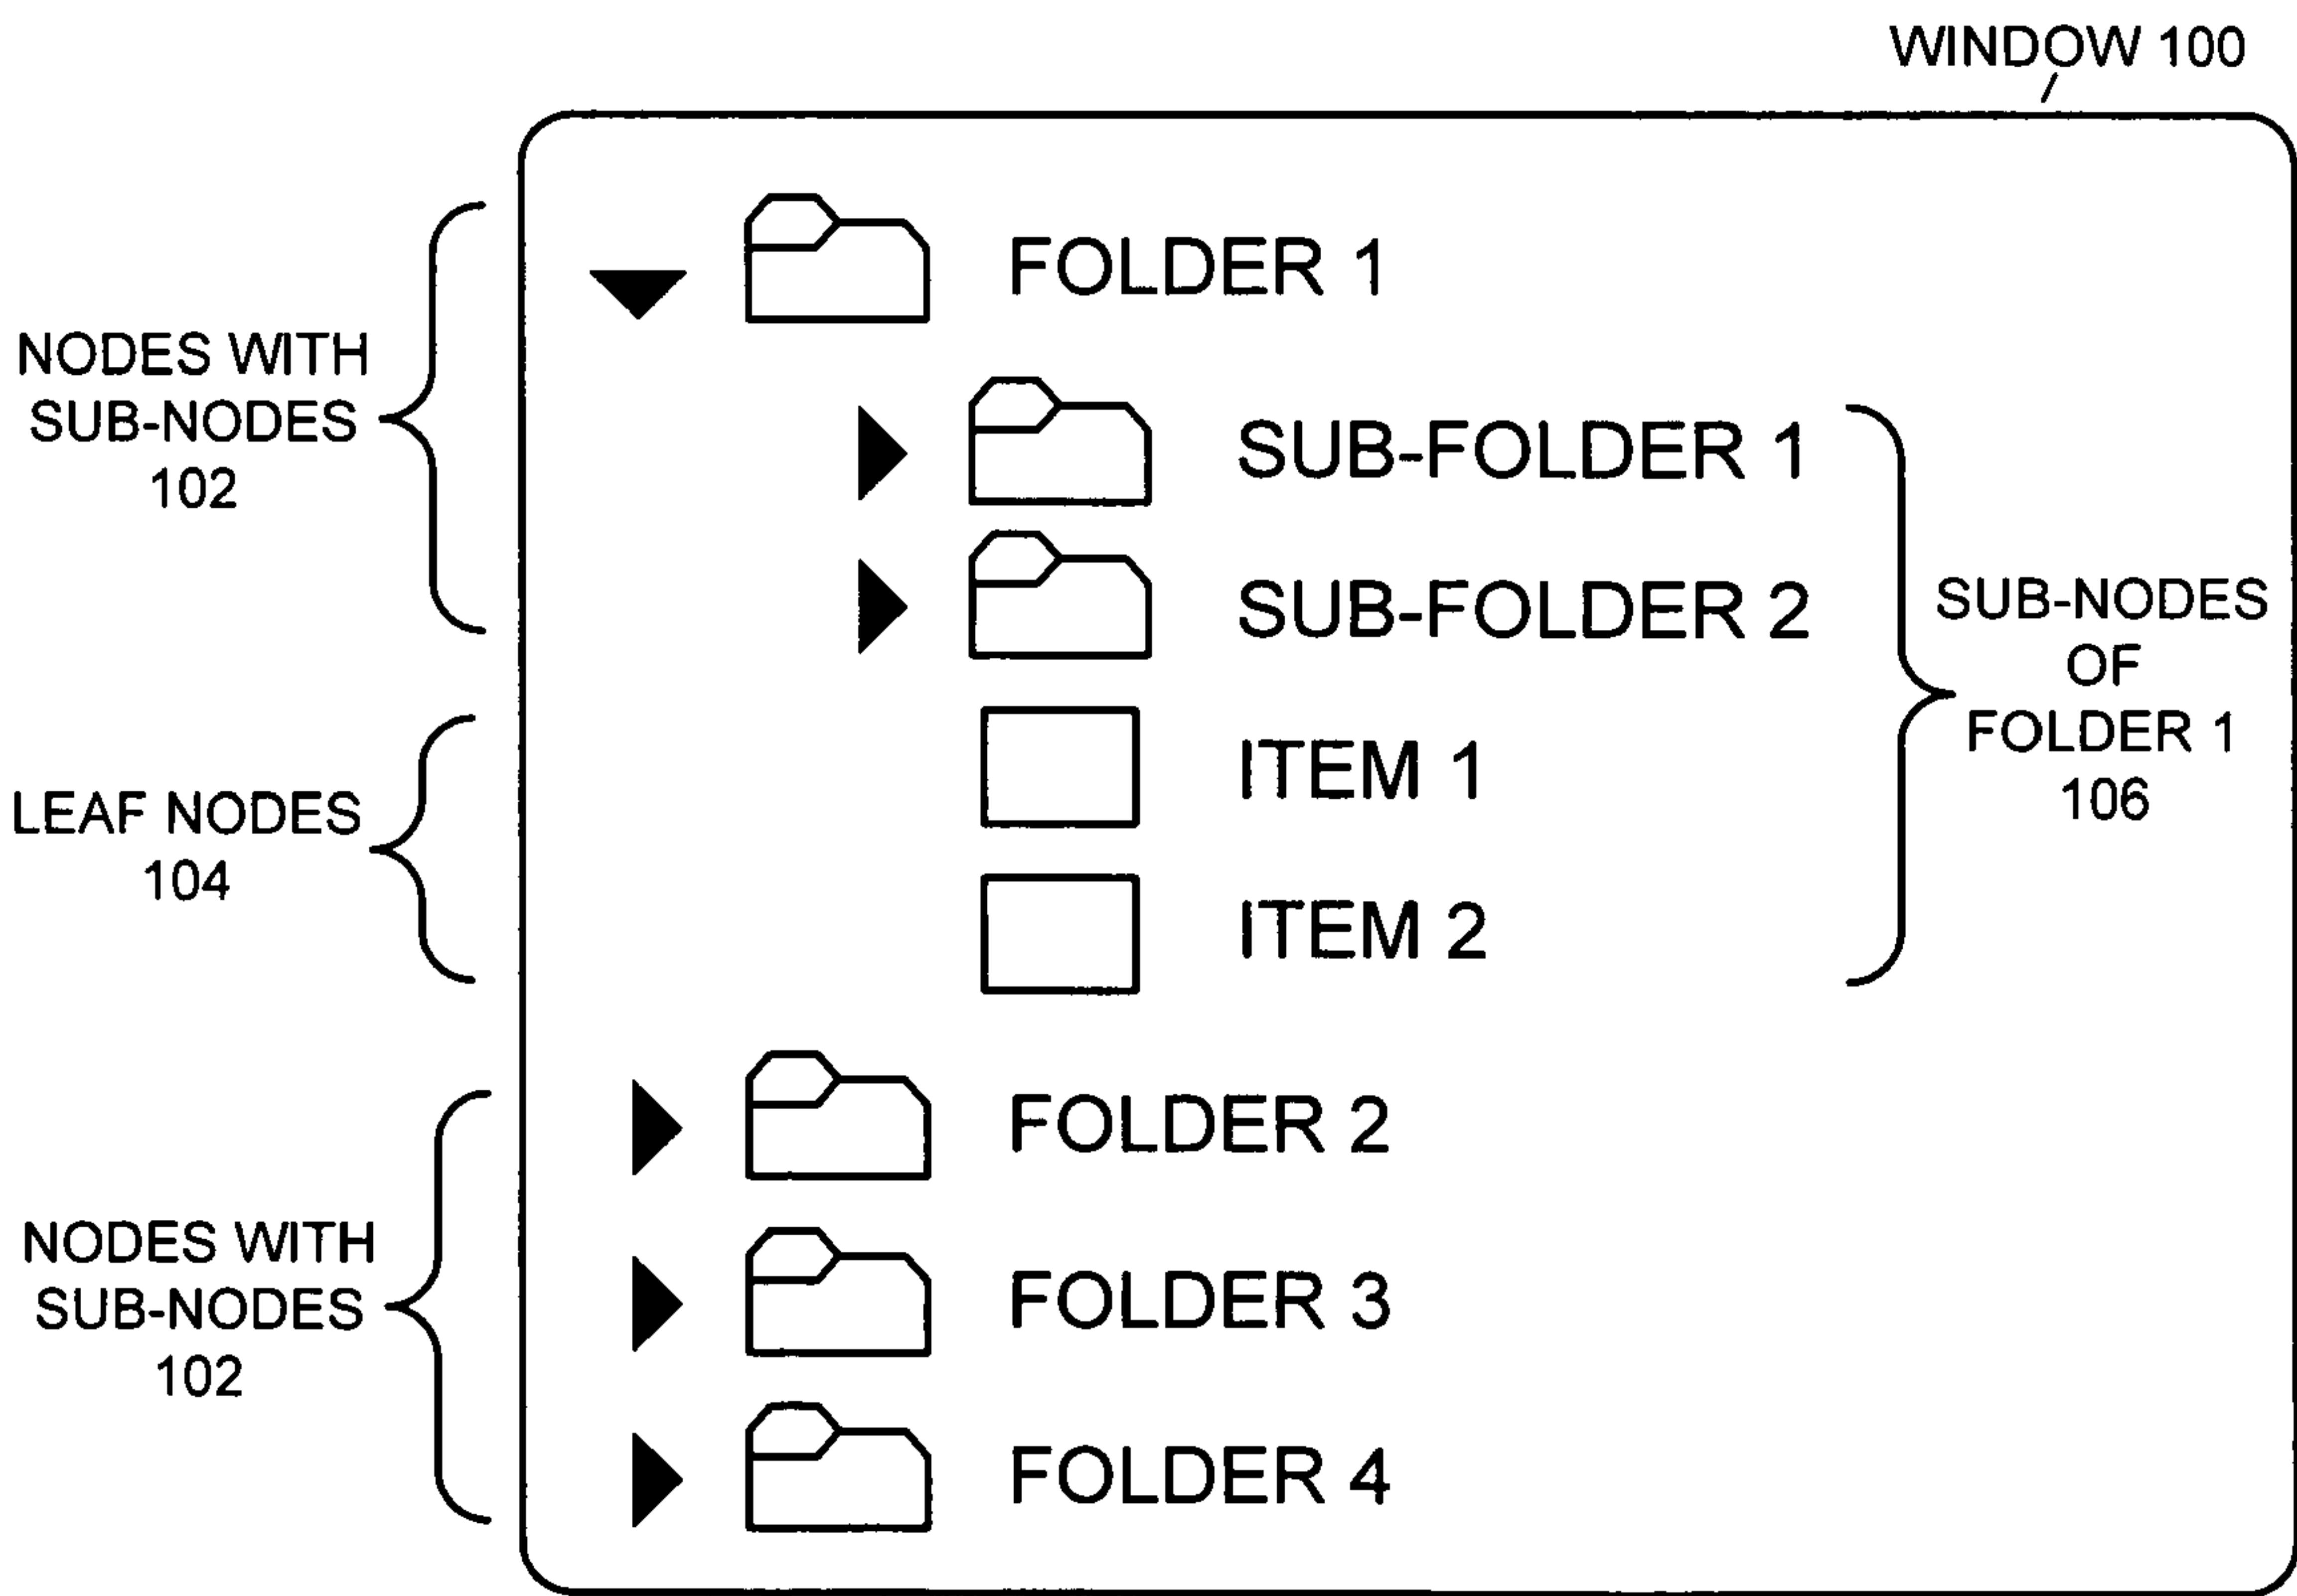 WINDOW 100
FOLDER 1
NODES WITH
SUB-NODES
102
SUB-FOLDER 1
SUB-FOLDER 2
SUB-NODES
OF
FOLDER 1
106
ITEM 1
ITEM 2
LEAF NODES
104
FOLDER 2
FOLDER 3
FOLDER 4
NODES WITH
SUB-NODES
102